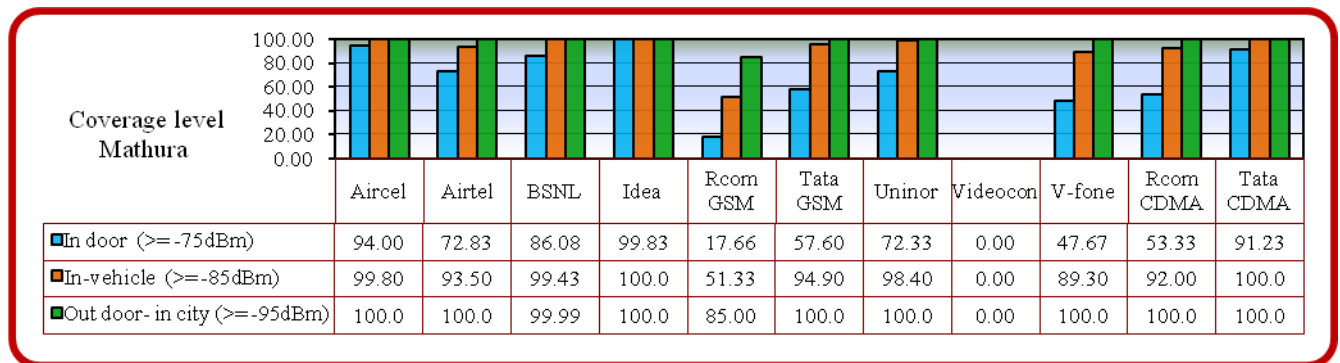 Coverage level
Mathura
100.00
80.00
60.00
40.00
20.00
0.00
Aircel Airtel BSNL Idea Rcom GSM Tata GSM Uninor Videocon V-fone Rcom CDMA Tata CDMA
In door (>= -75dBm) 94.00 72.83 86.08 99.83 17.66 57.60 72.33 0.00 47.67 53.33 91.23
In-vehicle (>=-85dBm) 99.80 93.50 99.43 100.0 51.33 94.90 98.40 0.00 89.30 92.00 100.0
Out door- in city (>=-95dBm) 100.0 100.0 99.99 100.0 85.00 100.0 100.0 0.00 100.0 100.0 100.0